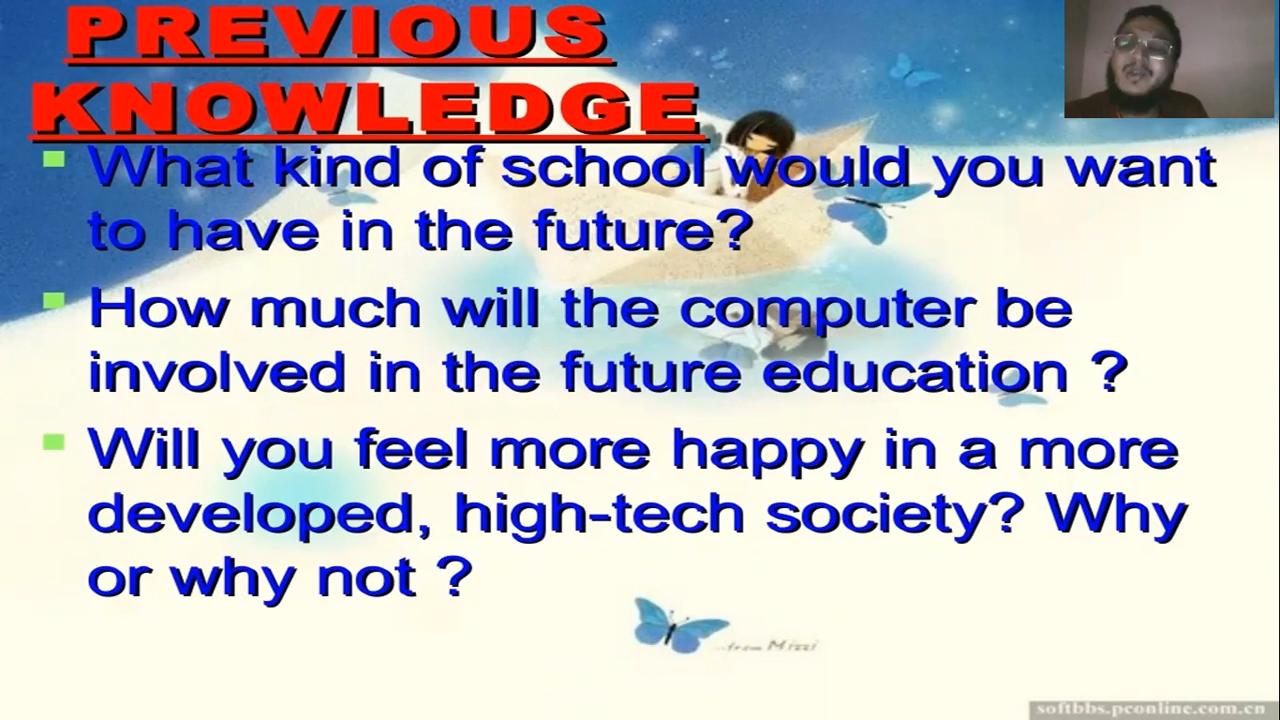 PREVIOUS
KNOWLEDGE
What kind of school would you want
to have in the future?
How much will the computer be
involved in the future education ?
Will you feel more happy in a more
developed, high-tech society? Why
or why not ?
...from Mizzi
softbbs.pconline.com.cn